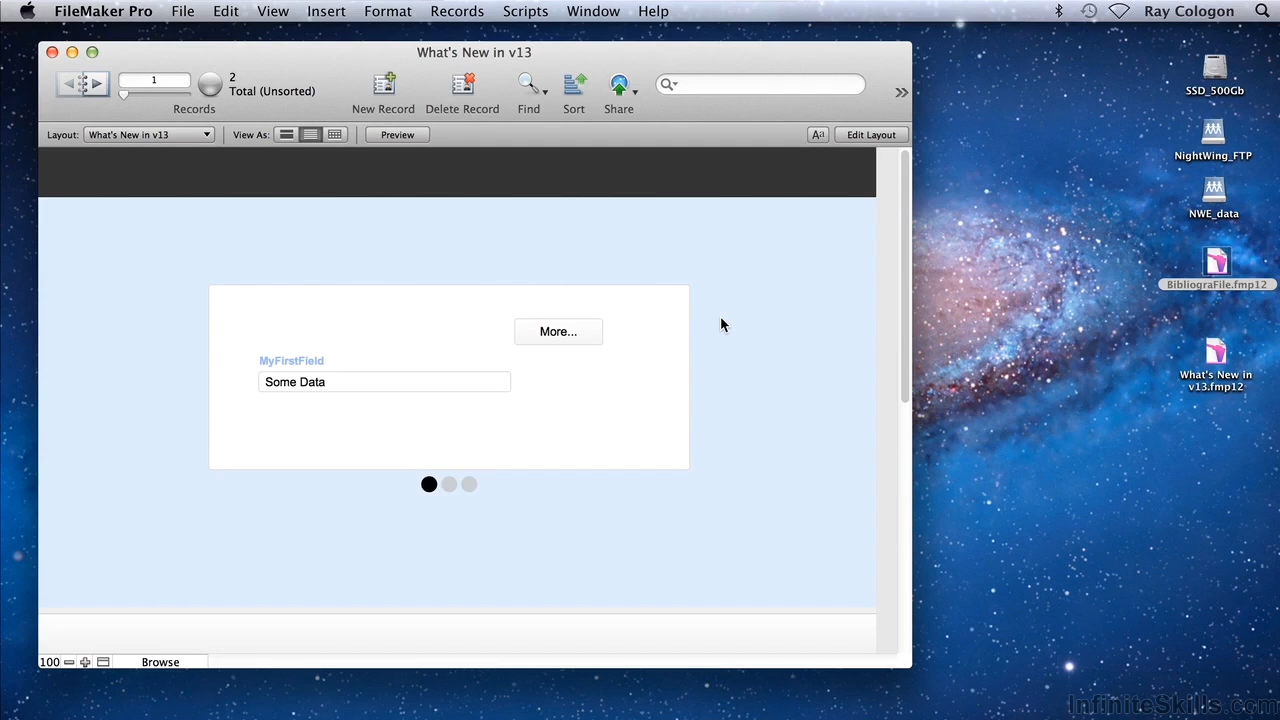 FileMaker Pro File Edit View Insert Format Records Scripts Window Help Ray Cologon
What's New in v13
1
2
Total (Unsorted)
Records New Record Delete Record Find Sort Share
Layout: What's New in v13 View As: Preview Aa Edit Layout
More...
MyFirstField
Some Data
100 Browse
SSD_500Gb
NightWing_FTP
NWE_data
BibliograFile.fmp12
What's New in
v13.fmp12
InfiniteSkills.com